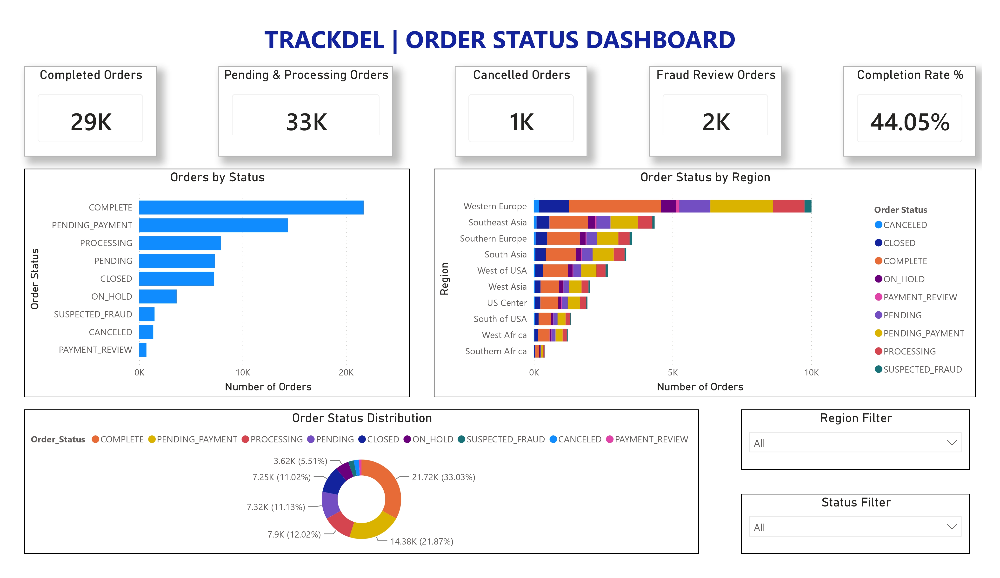 TRACKDEL | ORDER STATUS DASHBOARD
Completed Orders
29K
Pending & Processing Orders
33K
Cancelled Orders
1K
Fraud Review Orders
2K
Completion Rate %
44.05%
Orders by Status
Order Status
COMPLETE
PENDING_PAYMENT
PROCESSING
PENDING
CLOSED
ON_HOLD
SUSPECTED_FRAUD
CANCELED
PAYMENT_REVIEW
0K 10K 20K
Number of Orders
Order Status by Region
Region
Western Europe
Southeast Asia
Southern Europe
South Asia
West of USA
West Asia
US Center
South of USA
West Africa
Southern Africa
0K 5K 10K
Number of Orders
Order Status
CANCELED
CLOSED
COMPLETE
ON_HOLD
PAYMENT_REVIEW
PENDING
PENDING_PAYMENT
PROCESSING
SUSPECTED_FRAUD
Order Status Distribution
Order_Status COMPLETE PENDING_PAYMENT PROCESSING PENDING CLOSED ON_HOLD SUSPECTED_FRAUD CANCELED PAYMENT_REVIEW
3.62K (5.51%)
7.25K (11.02%)
21.72K (33.03%)
7.32K (11.13%)
7.9K (12.02%)
14.38K (21.87%)
Region Filter
All
Status Filter
All